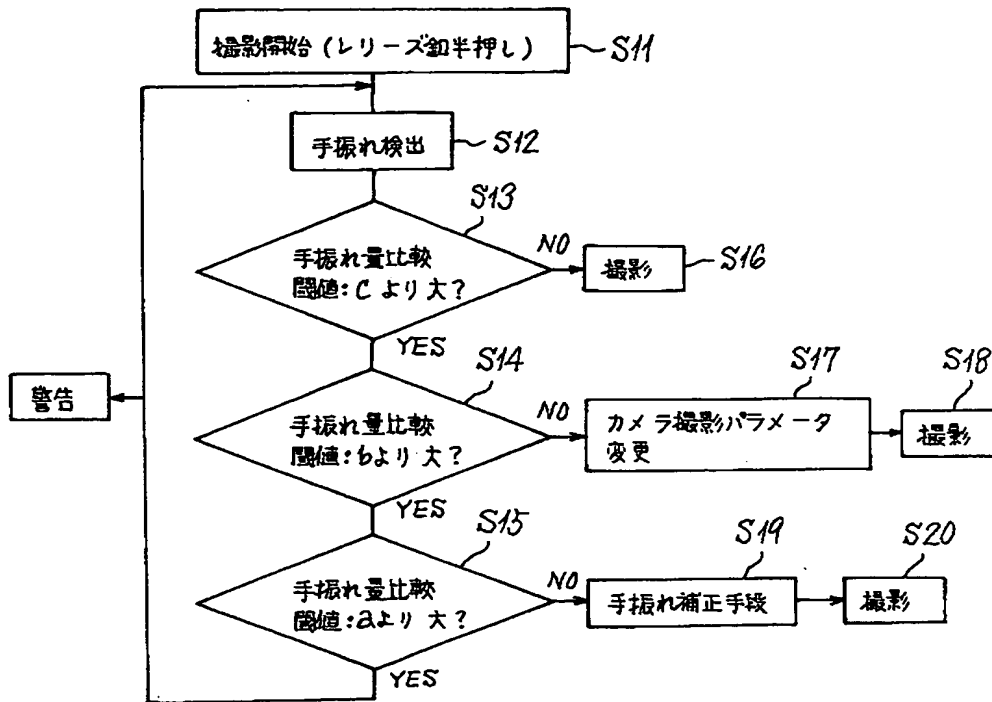 撮影開始(レリーズ釦半押し)
S11
手振れ検出
S12
S13
手振れ量比較
閾値:cより大?
NO
撮影
S16
YES
S14
手振れ量比較
閾値:bより大?
NO
S17
カメラ撮影パラメータ
変更
S18
撮影
警告
YES
S15
手振れ量比較
閾値:aより大?
NO
S19
手振れ補正手段
S20
撮影
YES